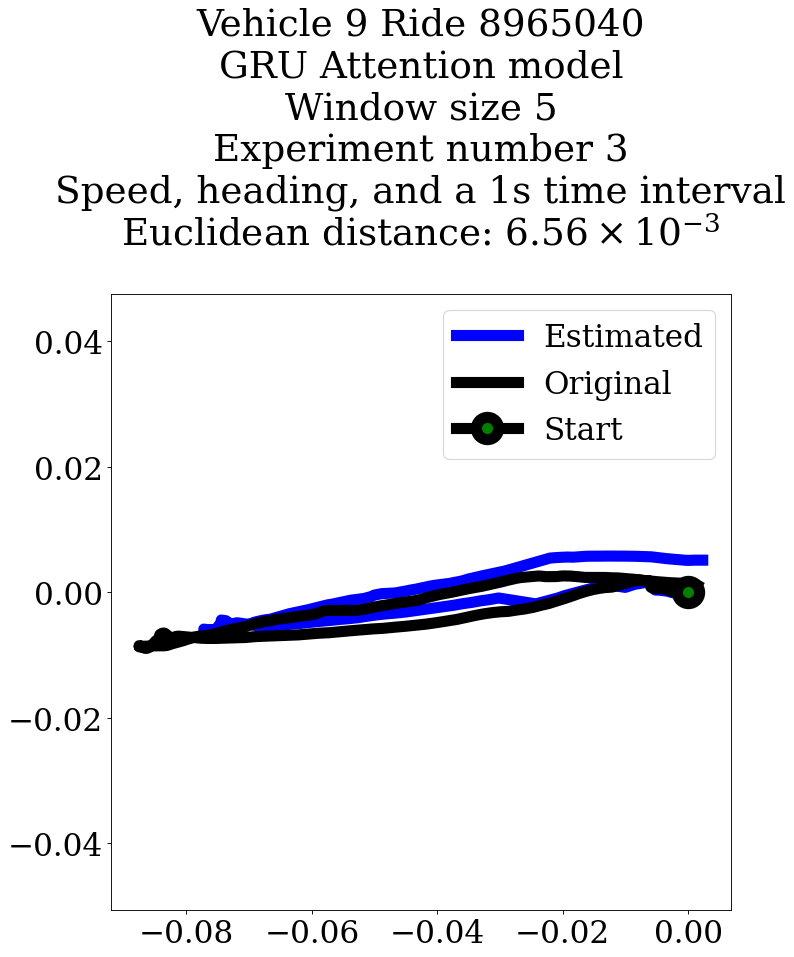 Vehicle 9 Ride 8965040
GRU Attention model
Window size 5
Experiment number 3
Speed, heading, and a 1s time interval
Euclidean distance: 6.56 × 10⁻³
Estimated
Original
Start
0.04
0.02
0.00
−0.02
−0.04
−0.08 −0.06 −0.04 −0.02 0.00